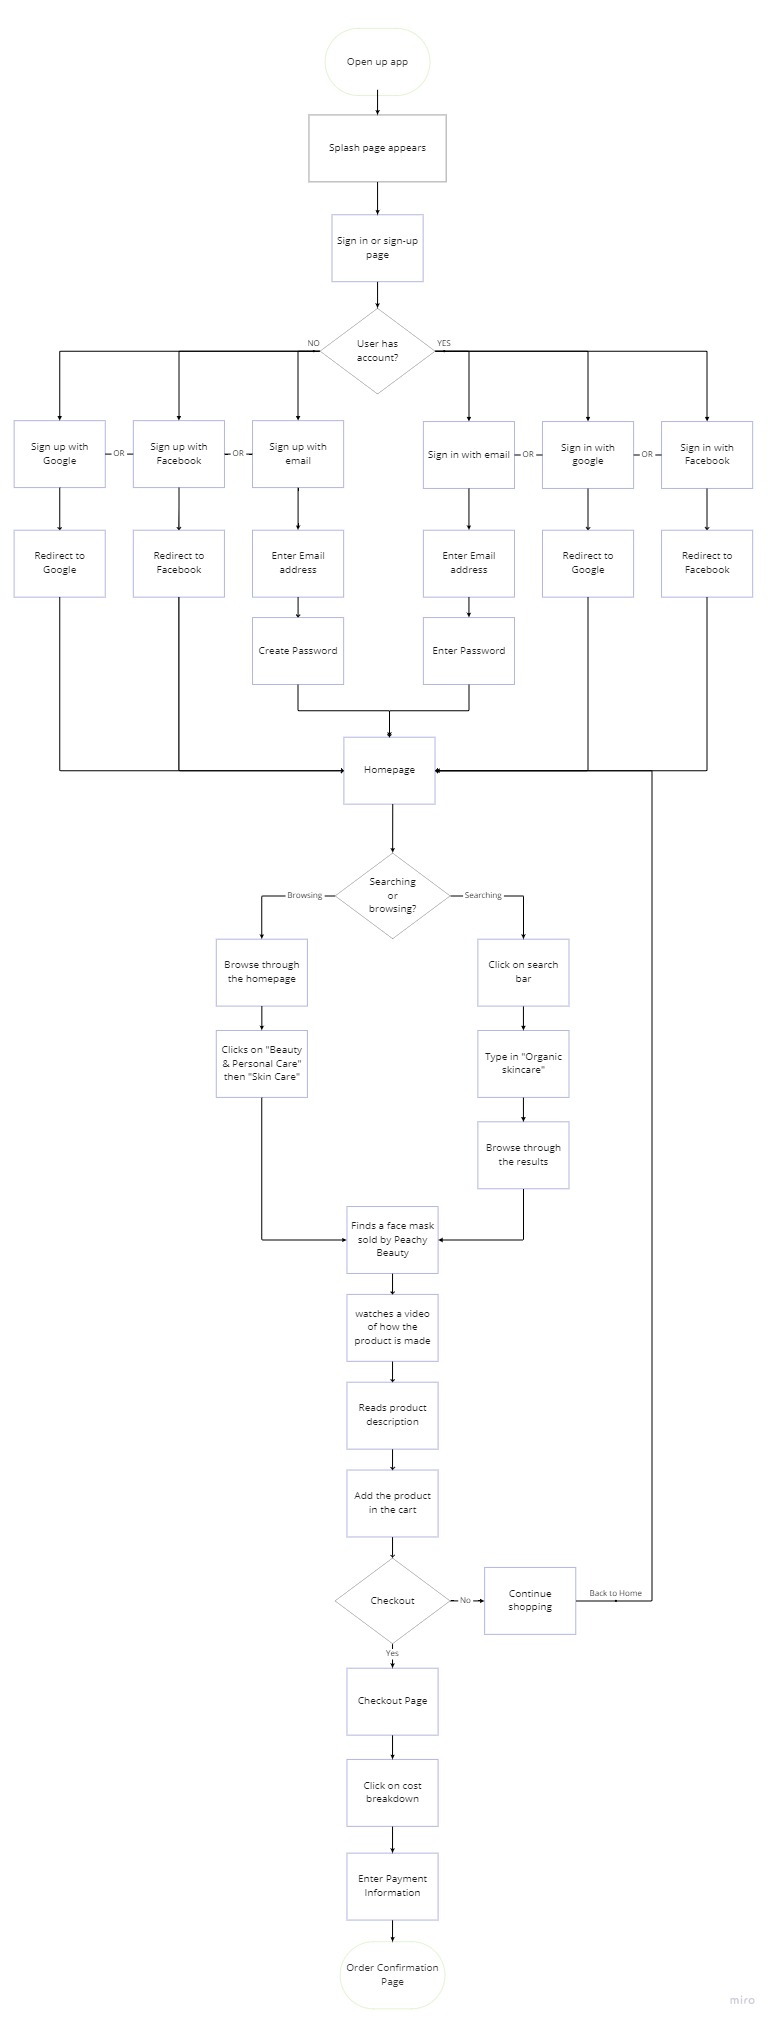 Open up app
Splash page appears
Sign in or sign-up
page
User has
account?
NO
YES
Sign up with
Google
OR
Sign up with
Facebook
OR
Sign up with
email
Sign in with email
OR
Sign in with
google
OR
Sign in with
Facebook
Redirect to
Google
Redirect to
Facebook
Enter Email
address
Enter Email
address
Redirect to
Google
Redirect to
Facebook
Create Password
Enter Password
Homepage
Searching
or
browsing?
Browsing
Searching
Browse through
the homepage
Click on search
bar
Clicks on "Beauty
& Personal Care"
then "Skin Care"
Type in "Organic
skincare"
Browse through
the results
Finds a face mask
sold by Peachy
Beauty
watches a video
of how the
product is made
Reads product
description
Add the product
in the cart
Checkout
No
Continue
shopping
Back to Home
Yes
Checkout Page
Click on cost
breakdown
Enter Payment
Information
Order Confirmation
Page
miro